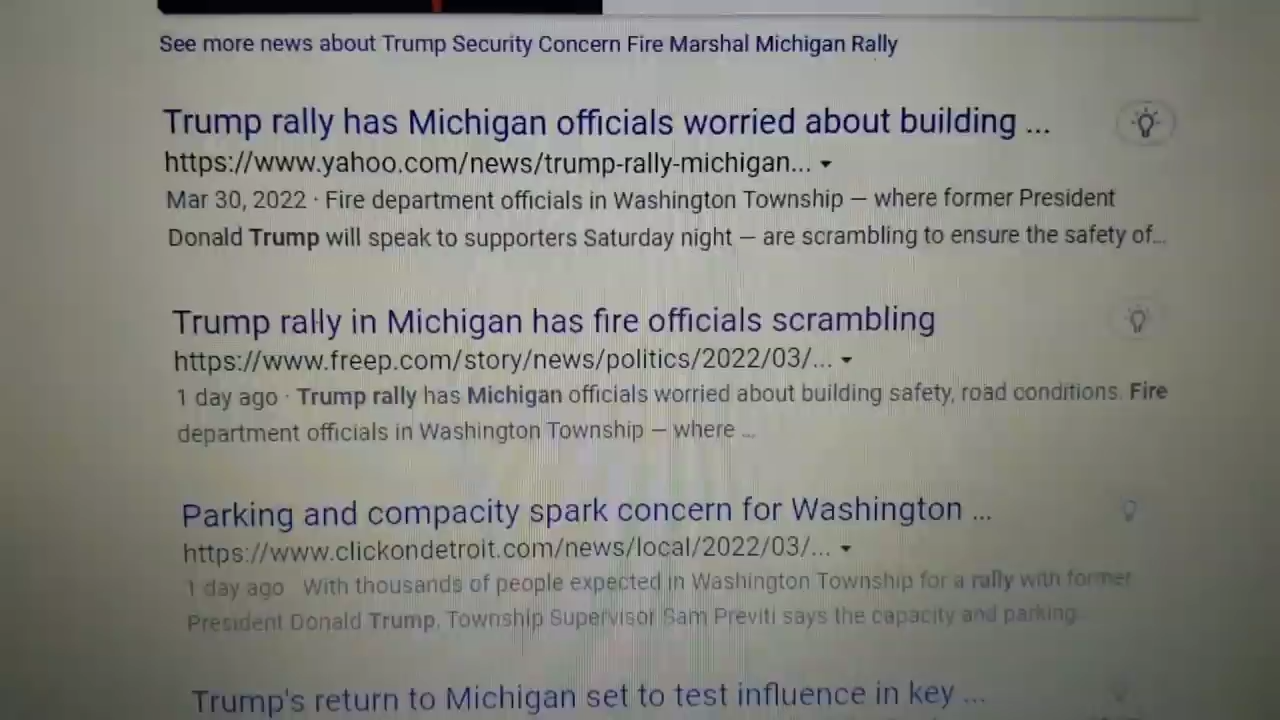 See more news about Trump Security Concern Fire Marshal Michigan Rally
Trump rally has Michigan officials worried about building ...
https://www.yahoo.com/news/trump-rally-michigan...
Mar 30, 2022 · Fire department officials in Washington Township — where former President
Donald Trump will speak to supporters Saturday night — are scrambling to ensure the safety of...
Trump rally in Michigan has fire officials scrambling
https://www.freep.com/story/news/politics/2022/03/...
1 day ago · Trump rally has Michigan officials worried about building safety, road conditions. Fire
department officials in Washington Township — where ...
Parking and compacity spark concern for Washington ...
https://www.clickondetroit.com/news/local/2022/03/...
1 day ago · With thousands of people expected in Washington Township for a rally with former
President Donald Trump, Township Supervisor Sam Previti says the capacity and parking...
Trump's return to Michigan set to test influence in key ...